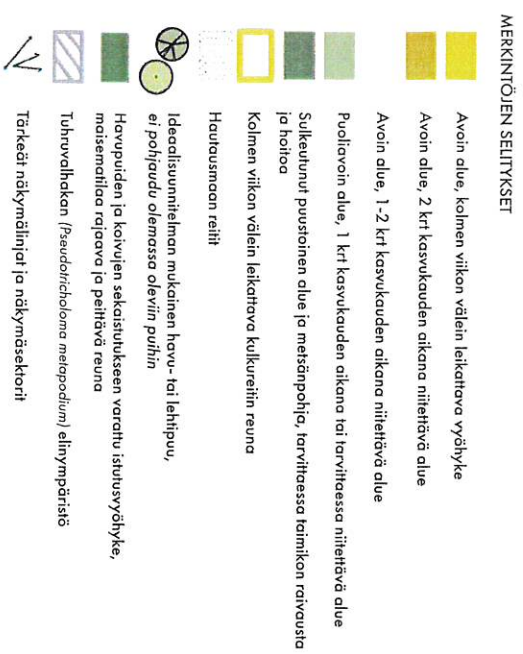 MERKINTÖJEN SELITYKSET
Avoin alue, kolmen viikon välein leikattava vyöhyke
Avoin alue, 2 krt kasvukauden aikana niitettävä alue
Avoin alue, 1-2 krt kasvukauden aikana niitettävä alue
Puoliavoin alue, 1 krt kasvukauden aikana tai tarvittaessa niitettävä alue
Sulkeutunut puustoinen alue ja metsänpohja, tarvittaessa taimikon raivausta
ja hoitoa
Kolmen viikon välein leikattava kulkureitin reuna
Hautausmaan reitit
Ideaalisuunnitelman mukainen havu- tai lehtipuu,
ei pohjaudu olemassa oleviin puihin
Havupuiden ja koivujen sekaistutukseen varattu istutusvyöhyke,
maisematilaa rajaava ja peittävä reuna
Tuhruvalhakan (Pseudotricholoma metapodium) elinympäristö
Tärkeät näkymälinjat ja näkymäsektorit